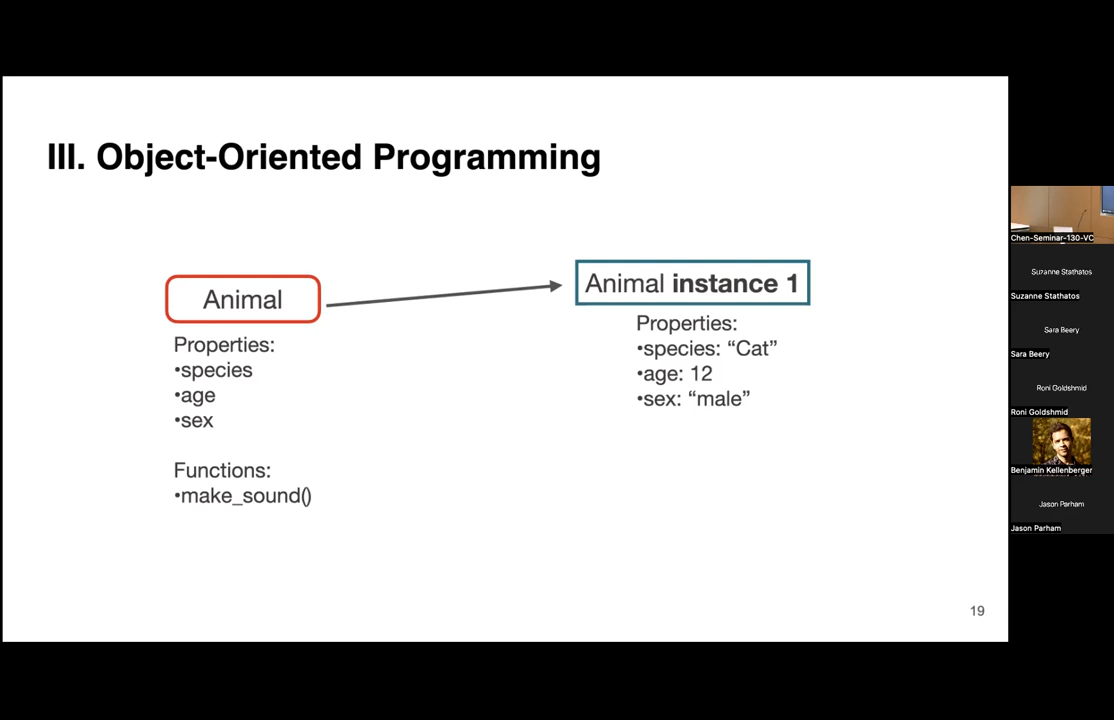 III. Object-Oriented Programming
Animal
Properties:
•species
•age
•sex
Functions:
•make_sound()
Animal instance 1
Properties:
•species: “Cat”
•age: 12
•sex: “male”
19
Chen-Seminar-130-VC
Suzanne Stathatos
Suzanne Stathatos
Sara Beery
Sara Beery
Roni Goldshmid
Roni Goldshmid
Benjamin Kellenberger
Jason Parham
Jason Parham